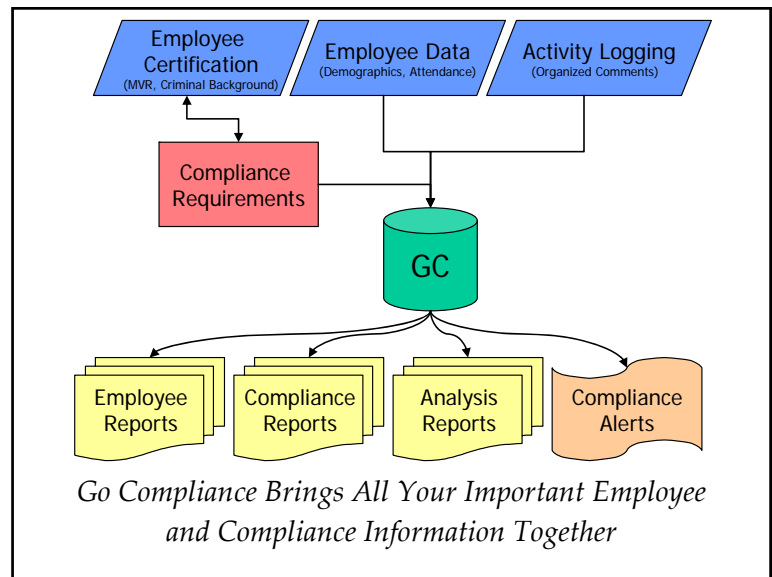 Employee
Certification
(MVR, Criminal Background)
Employee Data
(Demographics, Attendance)
Activity Logging
(Organized Comments)
Compliance
Requirements
GC
Employee
Reports
Compliance
Reports
Analysis
Reports
Compliance
Alerts
Go Compliance Brings All Your Important Employee
and Compliance Information Together